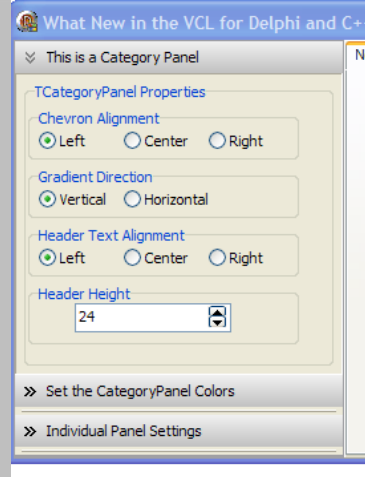 What New in the VCL for Delphi and C+
This is a Category Panel
N
TCategoryPanel Properties
Chevron Alignment
Left Center Right
Gradient Direction
Vertical Horizontal
Header Text Alignment
Left Center Right
Header Height
24
Set the CategoryPanel Colors
Individual Panel Settings